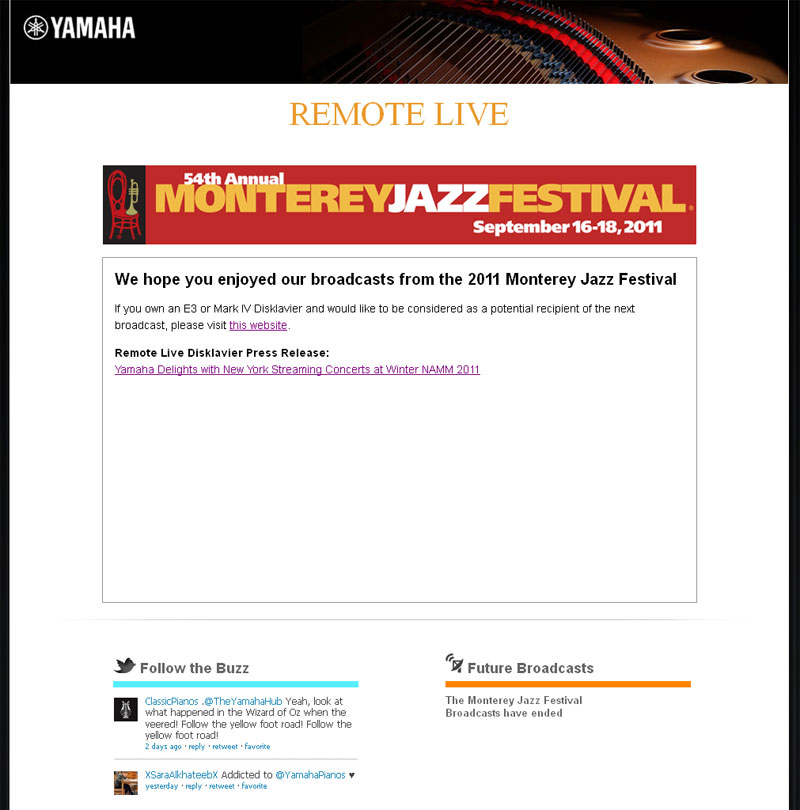 YAMAHA
REMOTE LIVE
54th Annual
MONTEREYJAZZFESTIVAL®
September 16-18, 2011
We hope you enjoyed our broadcasts from the 2011 Monterey Jazz Festival
If you own an E3 or Mark IV Disklavier and would like to be considered as a potential recipient of the next
broadcast, please visit this website.
Remote Live Disklavier Press Release:
Yamaha Delights with New York Streaming Concerts at Winter NAMM 2011
Follow the Buzz
ClassicPianos .@TheYamahaHub Yeah, look at
what happened in the Wizard of Oz when the
veered! Follow the yellow foot road! Follow the
yellow foot road!
2 days ago · reply · retweet · favorite
XSaraAlkhateebX Addicted to @YamahaPianos ♥
yesterday · reply · retweet · favorite
Future Broadcasts
The Monterey Jazz Festival
Broadcasts have ended